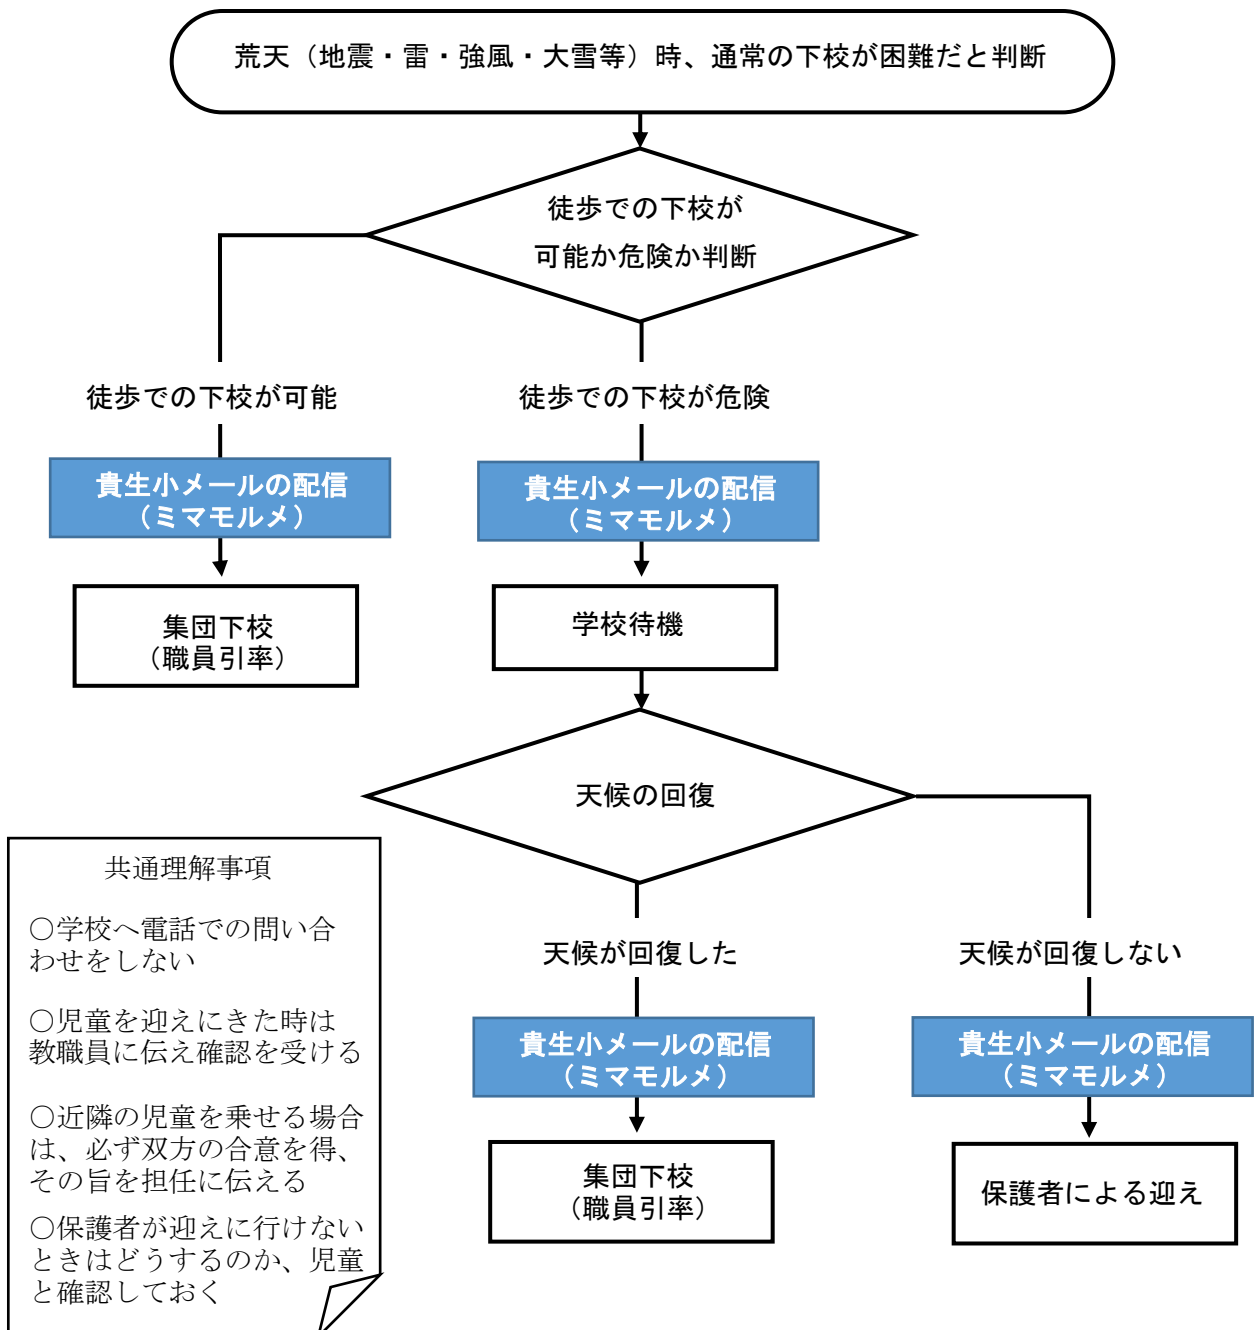 荒天（地震・雷・強風・大雪等）時、通常の下校が困難だと判断
徒歩での下校が
可能か危険か判断
徒歩での下校が可能
徒歩での下校が危険
貴生小メールの配信
（ミマモルメ）
貴生小メールの配信
（ミマモルメ）
集団下校
（職員引率）
学校待機
天候の回復
天候が回復した
天候が回復しない
貴生小メールの配信
（ミマモルメ）
貴生小メールの配信
（ミマモルメ）
集団下校
（職員引率）
保護者による迎え
共通理解事項
○学校へ電話での問い合
わせをしない
○児童を迎えにきた時は
教職員に伝え確認を受ける
○近隣の児童を乗せる場合
は、必ず双方の合意を得、
その旨を担任に伝える
○保護者が迎えに行けない
ときはどうするのか、児童
と確認しておく